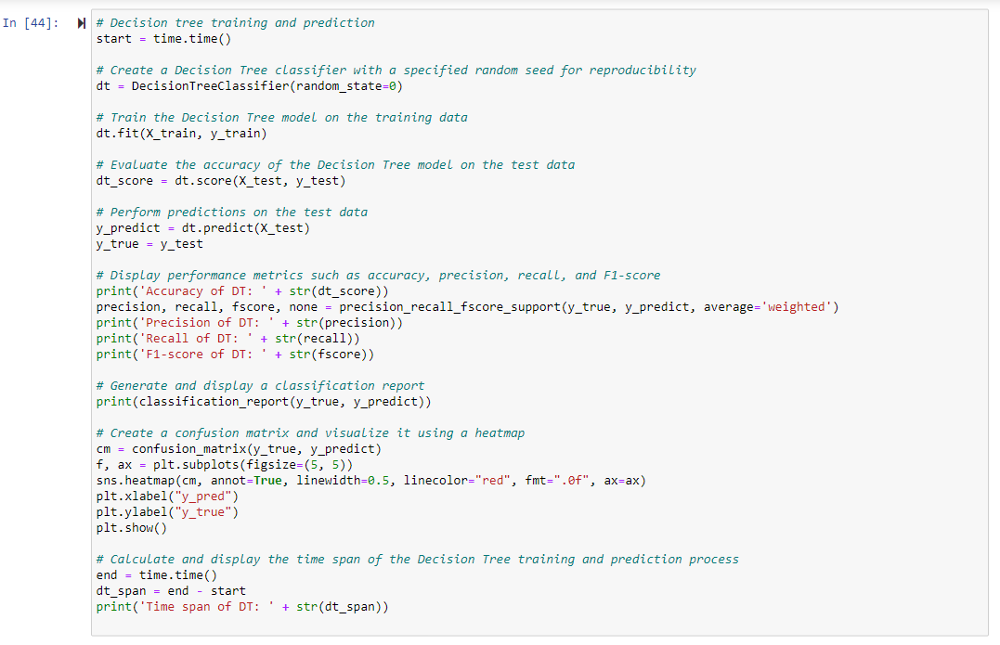 In [44]:
# Decision tree training and prediction
start = time.time()
# Create a Decision Tree classifier with a specified random seed for reproducibility
dt = DecisionTreeClassifier(random_state=0)
# Train the Decision Tree model on the training data
dt.fit(X_train, y_train)
# Evaluate the accuracy of the Decision Tree model on the test data
dt_score = dt.score(X_test, y_test)
# Perform predictions on the test data
y_predict = dt.predict(X_test)
y_true = y_test
# Display performance metrics such as accuracy, precision, recall, and F1-score
print('Accuracy of DT: ' + str(dt_score))
precision, recall, fscore, none = precision_recall_fscore_support(y_true, y_predict, average='weighted')
print('Precision of DT: ' + str(precision))
print('Recall of DT: ' + str(recall))
print('F1-score of DT: ' + str(fscore))
# Generate and display a classification report
print(classification_report(y_true, y_predict))
# Create a confusion matrix and visualize it using a heatmap
cm = confusion_matrix(y_true, y_predict)
f, ax = plt.subplots(figsize=(5, 5))
sns.heatmap(cm, annot=True, linewidth=0.5, linecolor="red", fmt=".0f", ax=ax)
plt.xlabel("y_pred")
plt.ylabel("y_true")
plt.show()
# Calculate and display the time span of the Decision Tree training and prediction process
end = time.time()
dt_span = end - start
print('Time span of DT: ' + str(dt_span))